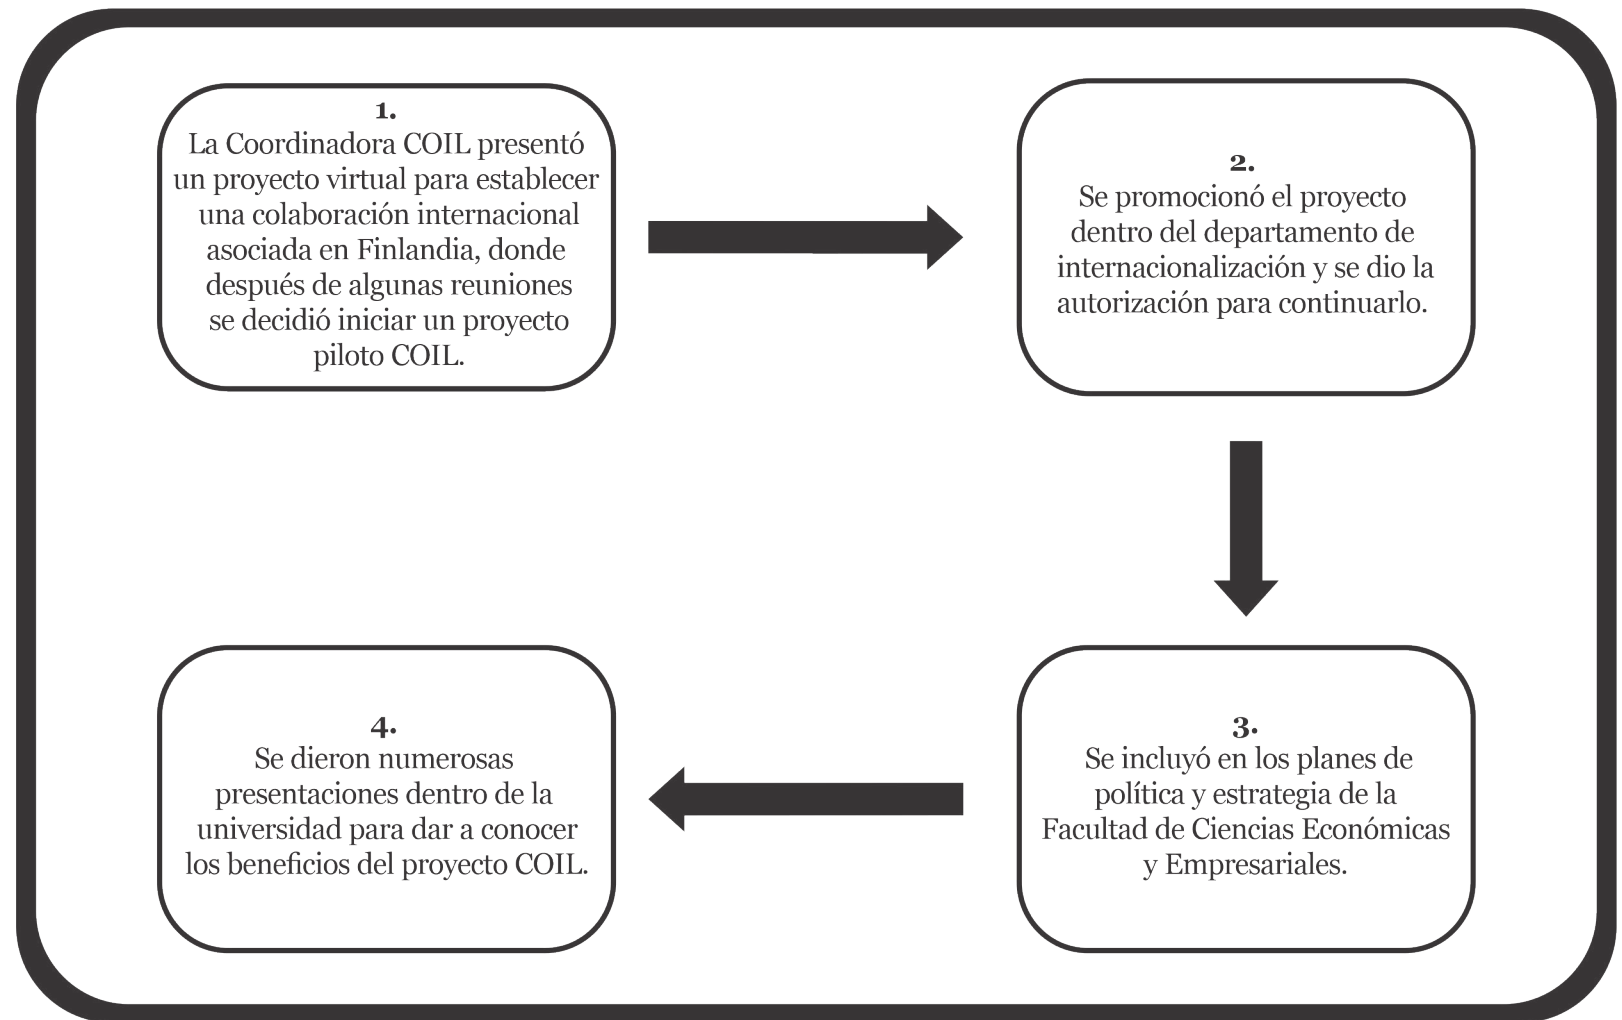 1.
La Coordinadora COIL presentó
un proyecto virtual para establecer
una colaboración internacional
asociada en Finlandia, donde
después de algunas reuniones
se decidió iniciar un proyecto
piloto COIL.
2.
Se promocionó el proyecto
dentro del departamento de
internacionalización y se dio la
autorización para continuarlo.
3.
Se incluyó en los planes de
política y estrategia de la
Facultad de Ciencias Económicas
y Empresariales.
4.
Se dieron numerosas
presentaciones dentro de la
universidad para dar a conocer
los beneficios del proyecto COIL.